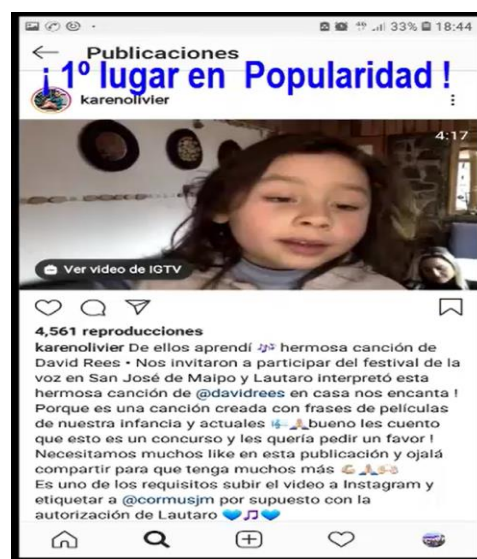 33% 18:44
Publicaciones
¡ 1º lugar en Popularidad !
karenolivier
4:17
Ver video de IGTV
4,561 reproducciones
karenolivier De ellos aprendí 🎶 hermosa canción de
David Rees • Nos invitaron a participar del festival de la
voz en San José de Maipo y Lautaro interpretó esta
hermosa canción de @davidrees en casa nos encanta !
Porque es una canción creada con frases de películas
de nuestra infancia y actuales 🎼🙏🏼bueno les cuento
que esto es un concurso y les quería pedir un favor !
Necesitamos muchos like en esta publicación y ojalá
compartir para que tenga muchos más 💪🏼🙏🏼
Es uno de los requisitos subir el video a Instagram y
etiquetar a @cormusjm por supuesto con la
autorización de Lautaro 💙🎵💙